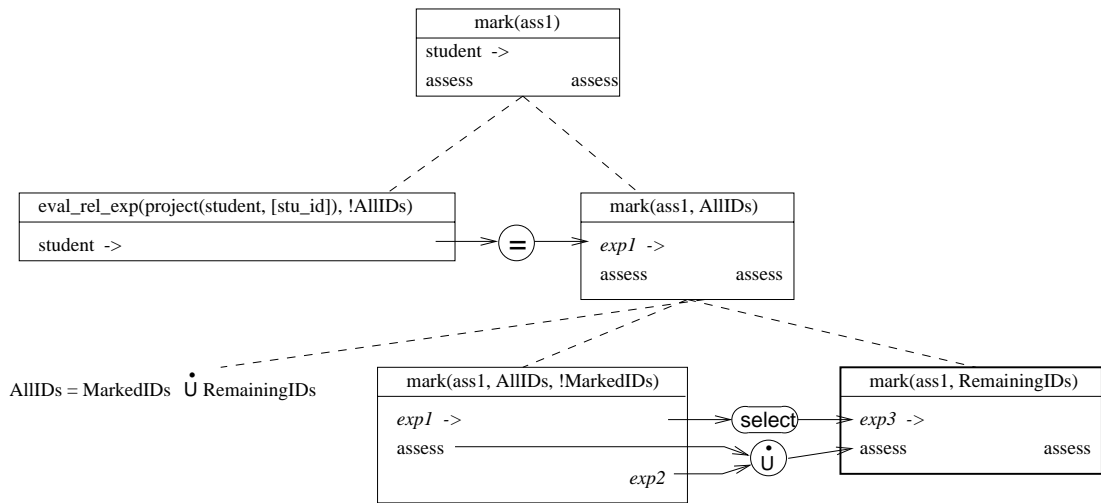 mark(ass1)
student ->
assess assess
eval_rel_exp(project(student, [stu_id]), !AllIDs)
student ->
=
mark(ass1, AllIDs)
exp1 ->
assess assess
AllIDs = MarkedIDs U̇ RemainingIDs
mark(ass1, AllIDs, !MarkedIDs)
exp1 ->
assess
exp2
select
U̇
mark(ass1, RemainingIDs)
exp3 ->
assess assess